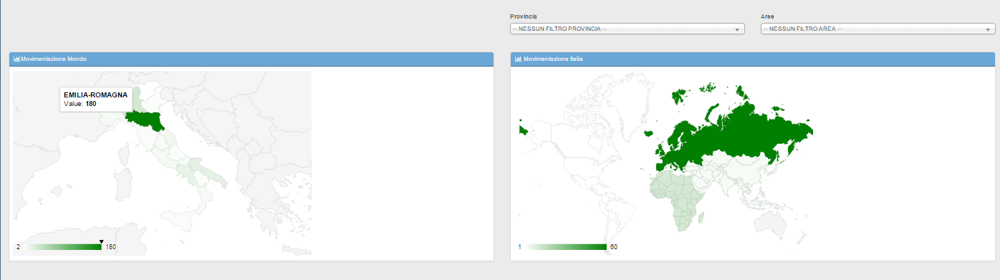 Provincia
Aree
-- NESSUN FILTRO PROVINCIA --
-- NESSUN FILTRO AREA --
Movimentazione Mondo
Movimentazione Italia
EMILIA-ROMAGNA
Value: 180
2
180
1
60